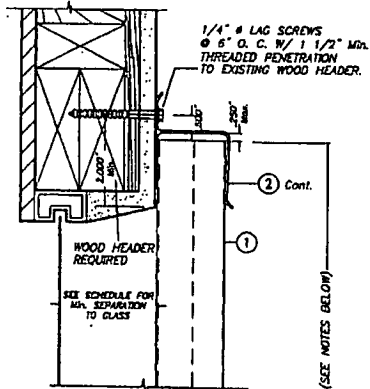 1/4" ø LAG SCREWS
@ 6" O. C. W/ 1 1/2" Min.
THREADED PENETRATION
TO EXISTING WOOD HEADER.
.500"
.250"
Max.
2.000"
Min.
2 Cont.
1
WOOD HEADER
REQUIRED
SEE SCHEDULE FOR
Min. SEPARATION
TO GLASS
(SEE NOTES BELOW)